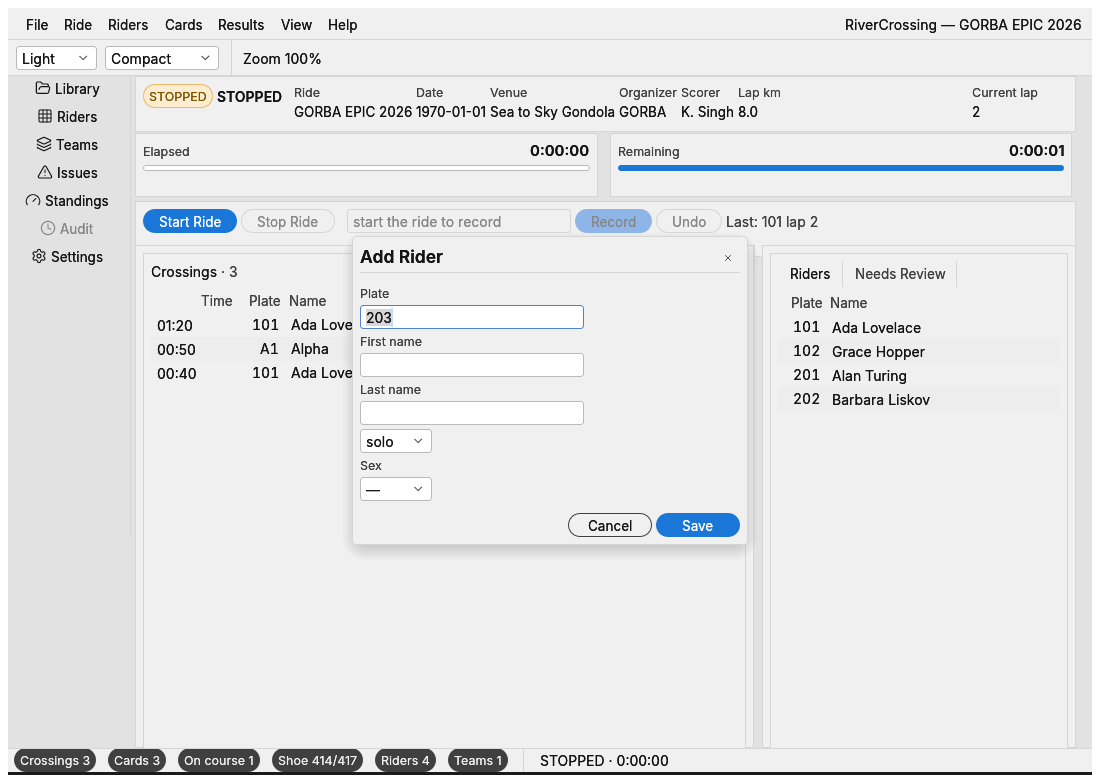 File Ride Riders Cards Results View Help RiverCrossing — GORBA EPIC 2026
Light Compact Zoom 100%
Library
Riders
Teams
Issues
Standings
Audit
Settings
STOPPED STOPPED
Ride Date Venue Organizer Scorer Lap km Current lap
GORBA EPIC 2026 1970-01-01 Sea to Sky Gondola GORBA K. Singh 8.0 2
Elapsed 0:00:00
Remaining 0:00:01
Start Ride Stop Ride start the ride to record Record Undo Last: 101 lap 2
Crossings · 3
Time Plate Name
01:20 101 Ada Love
00:50 A1 Alpha
00:40 101 Ada Love
Add Rider ×
Plate
203
First name
Last name
solo
Sex
—
Cancel Save
Riders Needs Review
Plate Name
101 Ada Lovelace
102 Grace Hopper
201 Alan Turing
202 Barbara Liskov
Crossings 3 Cards 3 On course 1 Shoe 414/417 Riders 4 Teams 1 STOPPED · 0:00:00